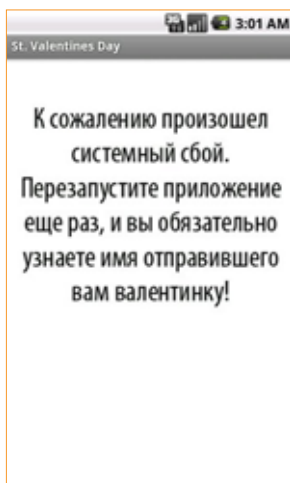 3:01 AM
St. Valentines Day
К сожалению произошел
системный сбой.
Перезапустите приложение
еще раз, и вы обязательно
узнаете имя отправившего
вам валентинку!